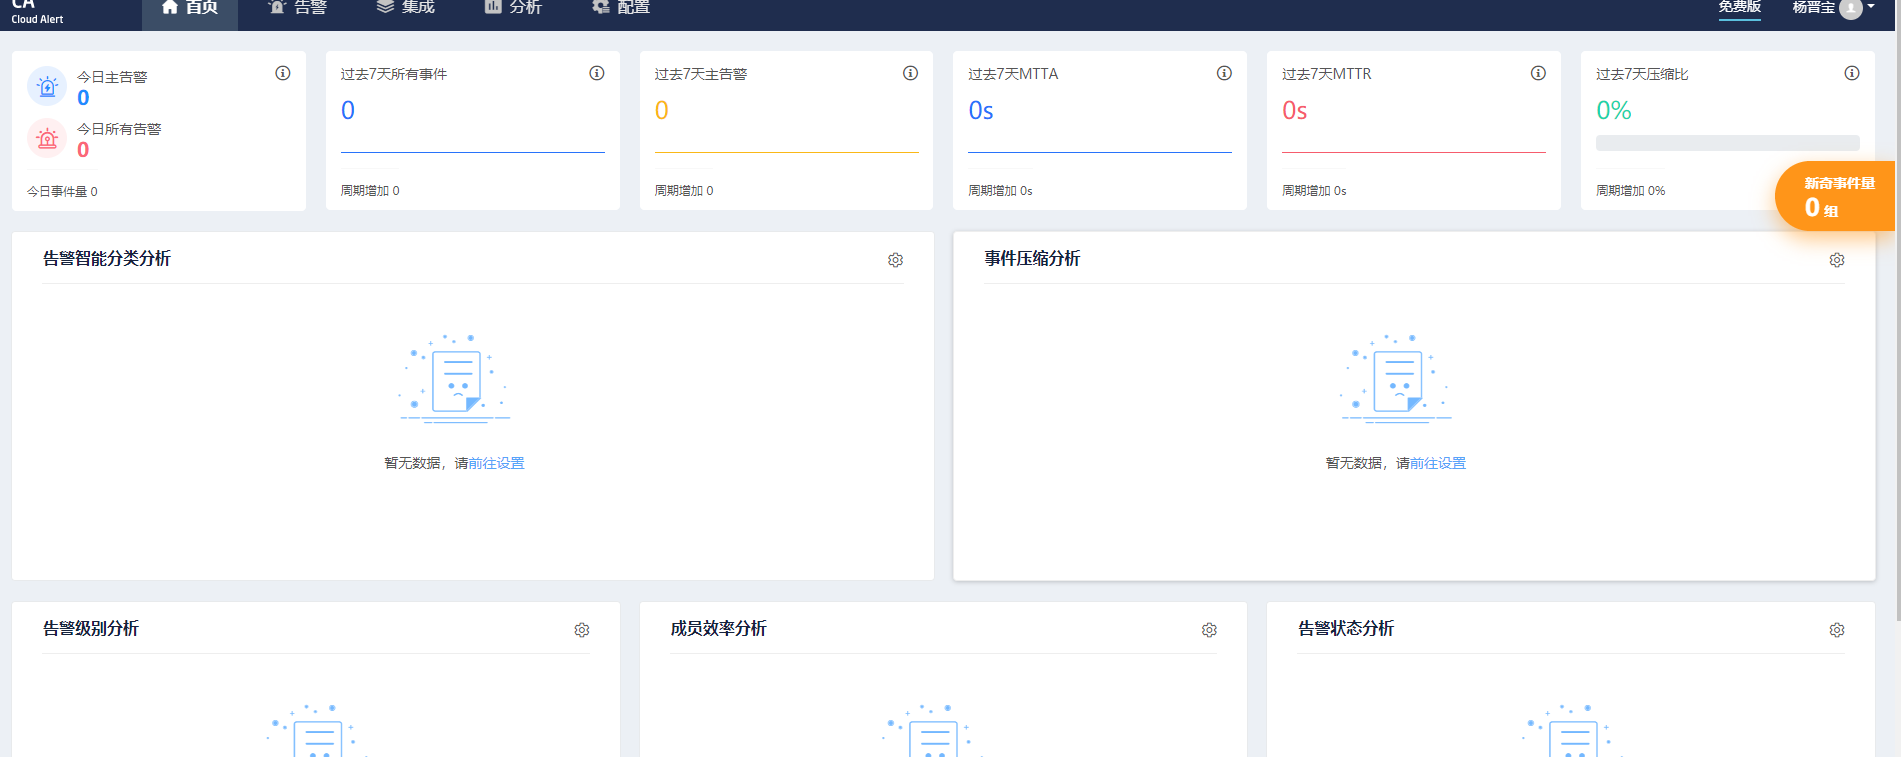 CA
Cloud Alert
首页
告警
集成
分析
配置
免费版
杨晋宝
今日主告警
0
今日所有告警
0
今日事件量 0
过去7天所有事件
0
周期增加 0
过去7天主告警
0
周期增加 0
过去7天MTTA
0s
周期增加 0s
过去7天MTTR
0s
周期增加 0s
过去7天压缩比
0%
周期增加 0%
新奇事件量
0 组
告警智能分类分析
暂无数据，请前往设置
事件压缩分析
暂无数据，请前往设置
告警级别分析
成员效率分析
告警状态分析